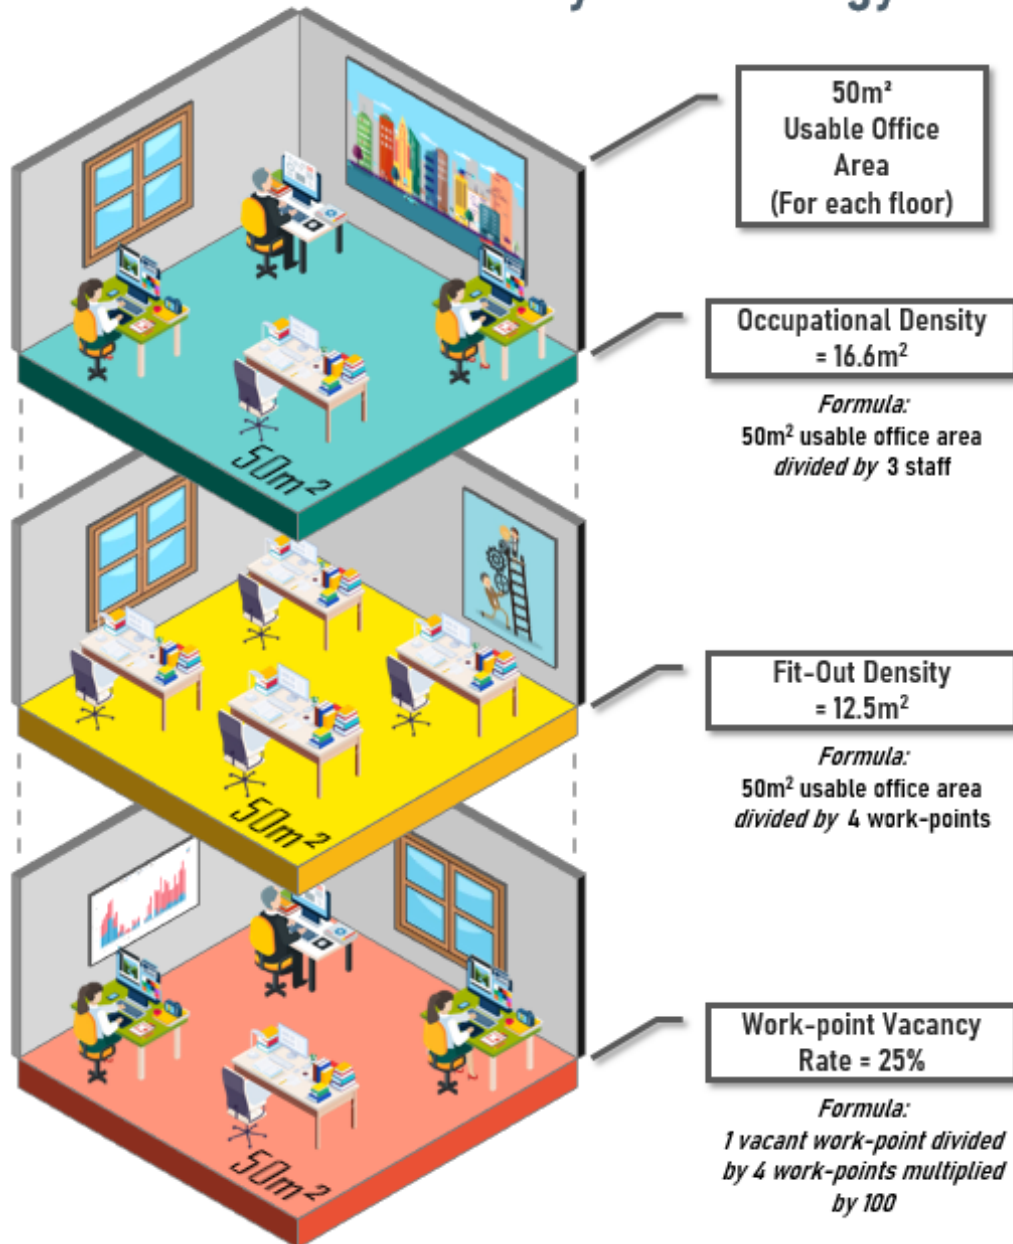 50m²
Usable Office
Area
(For each floor)
Occupational Density
= 16.6m²
Formula:
50m² usable office area
divided by 3 staff
50m²
Fit-Out Density
= 12.5m²
Formula:
50m² usable office area
divided by 4 work-points
50m²
Work-point Vacancy
Rate = 25%
Formula:
1 vacant work-point divided
by 4 work-points multiplied
by 100
50m²